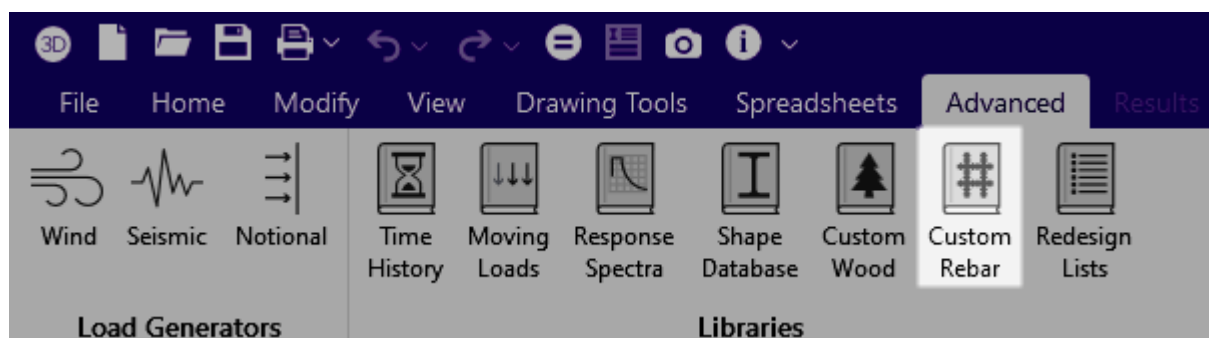 3D
File Home Modify View Drawing Tools Spreadsheets Advanced Results
Wind Seismic Notional Time History Moving Loads Response Spectra Shape Database Custom Wood Custom Rebar Redesign Lists
Load Generators Libraries